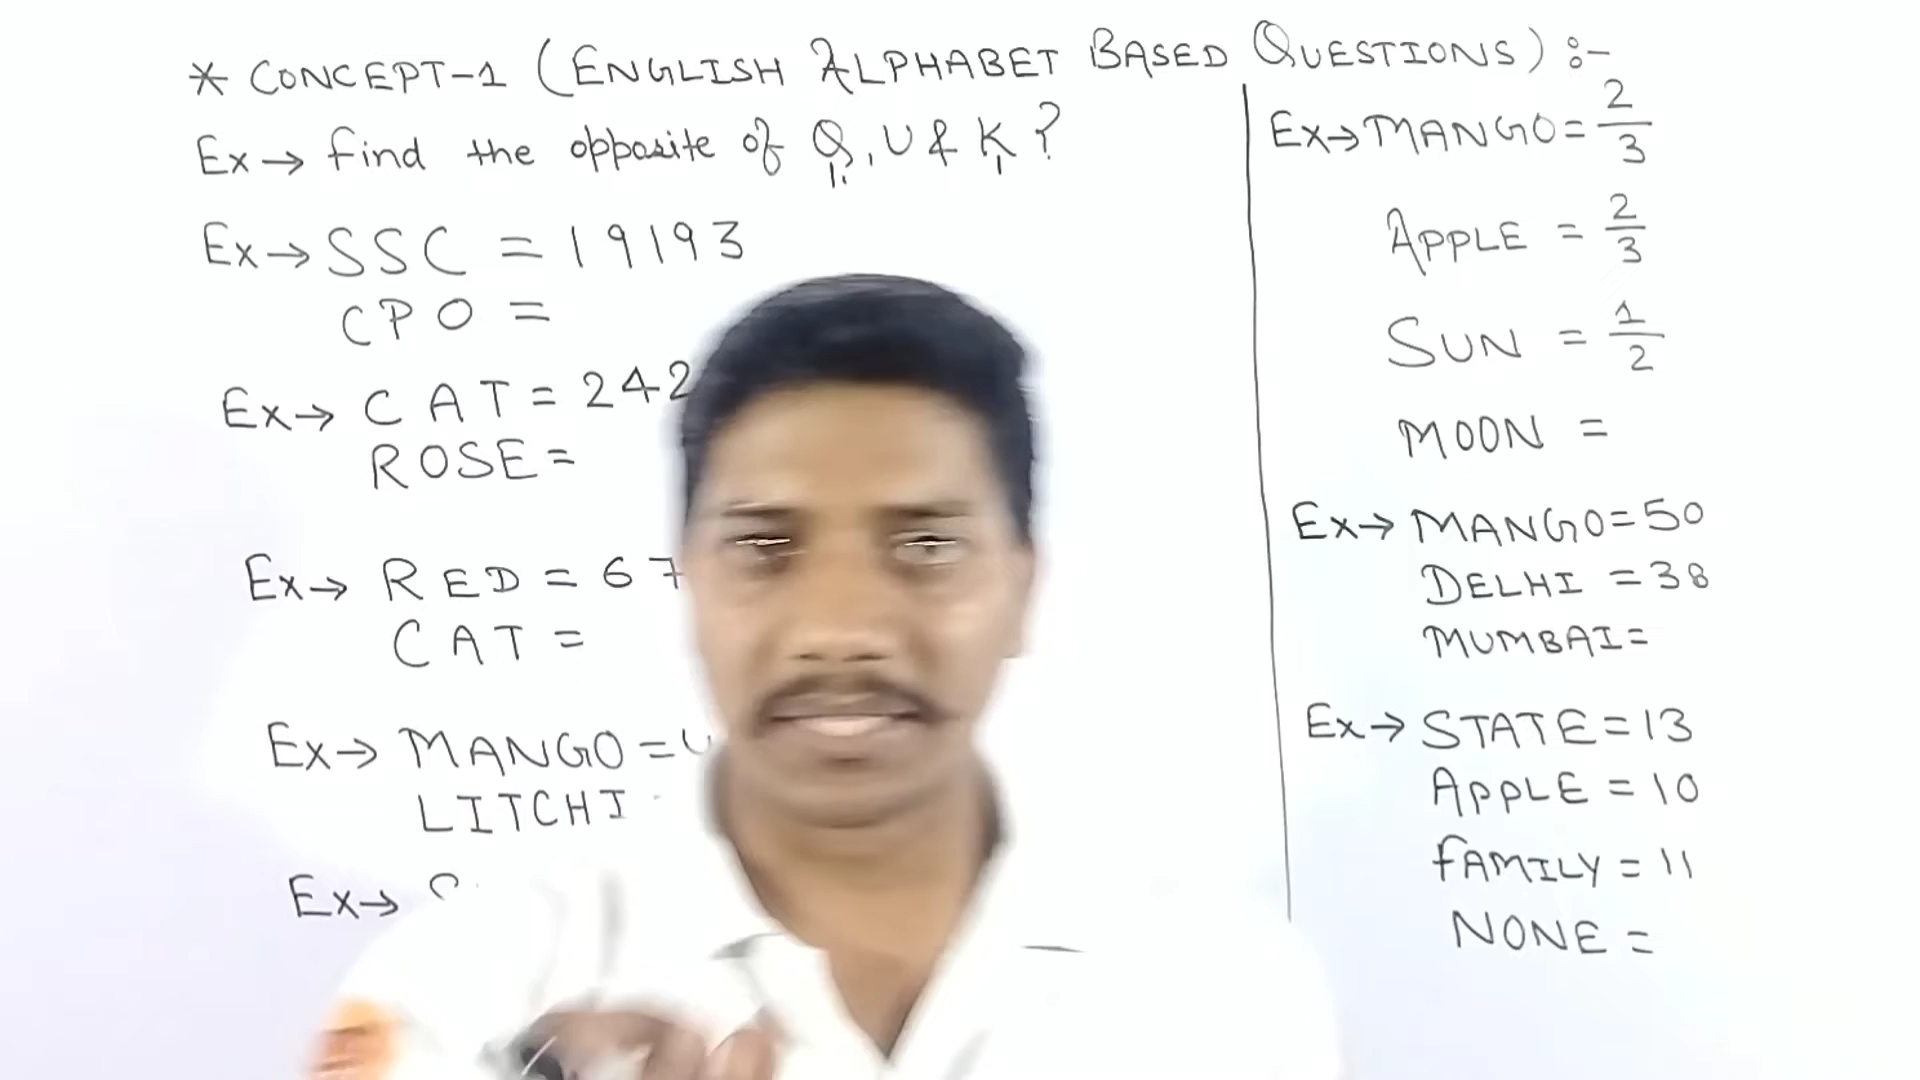 * CONCEPT-1 (ENGLISH ALPHABET BASED QUESTIONS) :-
Ex→ find the opposite of Q, U & K ?
Ex→ SSC = 19193
CPO =
Ex→ CAT = 242
ROSE =
Ex→ RED = 67
CAT =
Ex→ MANGO =
LITCHI
Ex→
Ex→ MANGO = 2/3
APPLE = 2/3
SUN = 1/2
MOON =
Ex→ MANGO = 50
DELHI = 38
MUMBAI =
Ex→ STATE = 13
APPLE = 10
FAMILY = 11
NONE =